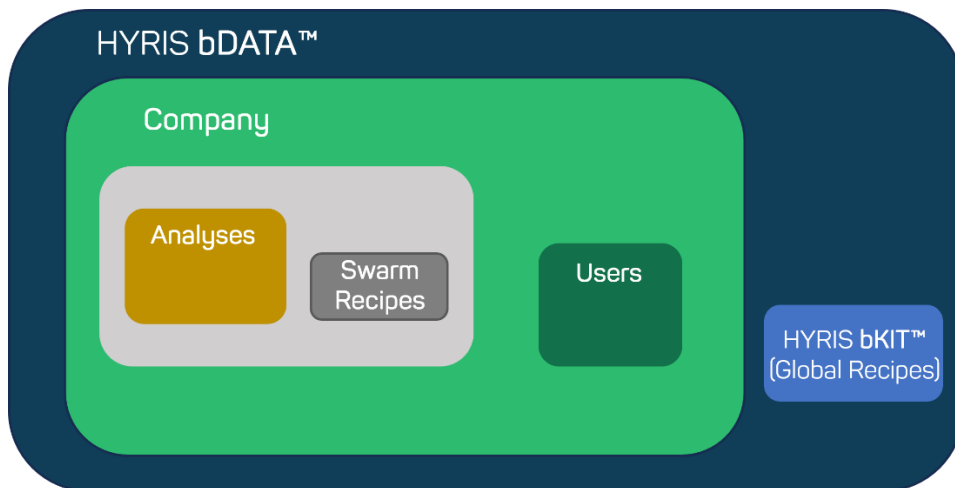 HYRIS bDATA™
Company
Analyses
Swarm
Recipes
Users
HYRIS bKIT™
(Global Recipes)